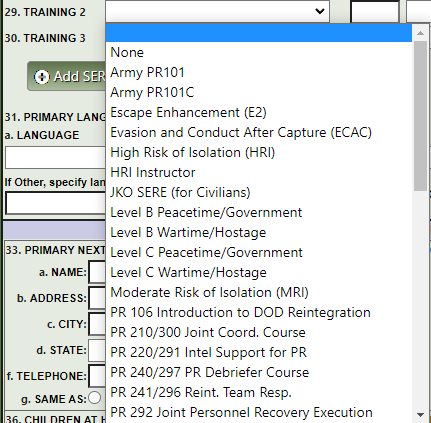 29. TRAINING 2
30. TRAINING 3
None
Army PR101
Army PR101C
Add SER
Escape Enhancement (E2)
31. PRIMARY LANG
Evasion and Conduct After Capture (ECAC)
a. LANGUAGE
High Risk of Isolation (HRI)
HRI Instructor
If Other, specify lan
JKO SERE (for Civilians)
Level B Peacetime/Government
Level B Wartime/Hostage
33. PRIMARY NEXT
Level C Peacetime/Government
a. NAME:
Level C Wartime/Hostage
b. ADDRESS:
Moderate Risk of Isolation (MRI)
PR 106 Introduction to DOD Reintegration
c. CITY:
PR 210/300 Joint Coord. Course
d. STATE:
PR 220/291 Intel Support for PR
f. TELEPHONE:
PR 240/297 PR Debriefer Course
PR 241/296 Reint. Team Resp.
g. SAME AS:
PR 292 Joint Personnel Recovery Execution
36. CHILDREN AT H